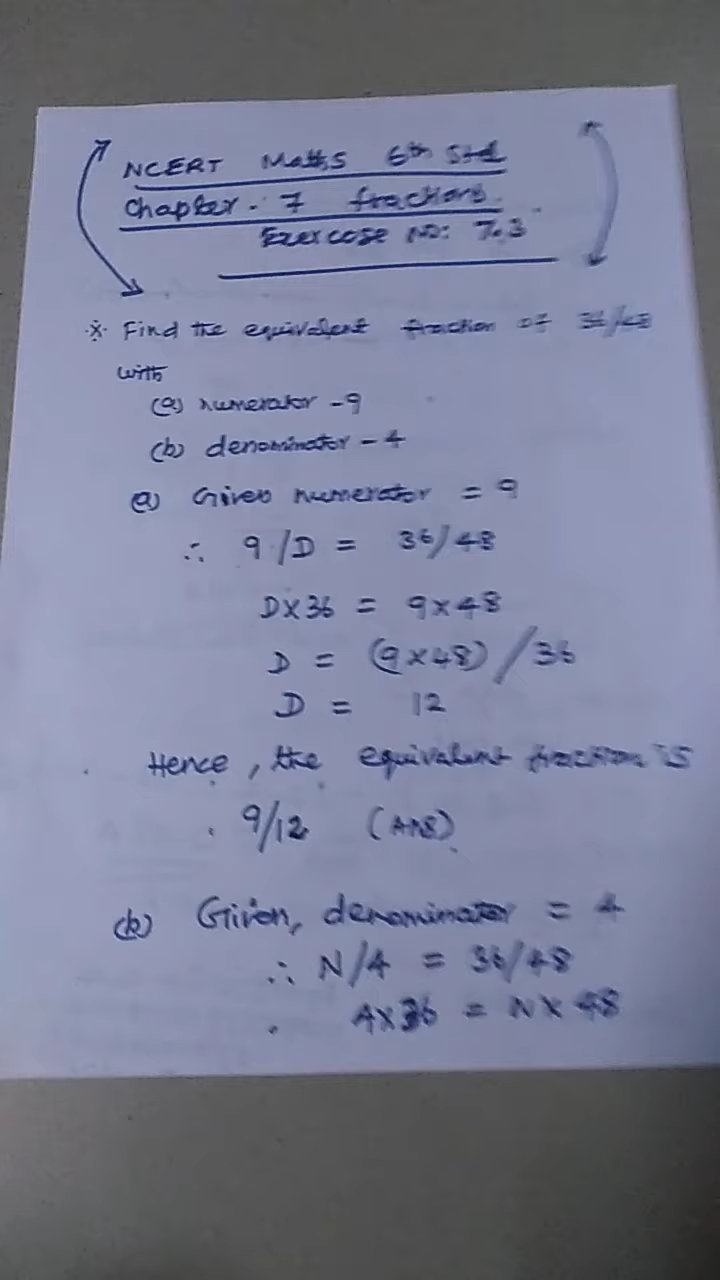 NCERT Maths 6th Std
Chapter - 7 fractions.
Exercose No: 7.3
Find the equivalent fraction of 36/48
with
(a) numerator - 9
(b) denominator - 4
(a) Given numerator = 9
∴ 9/D = 36/48
D×36 = 9×48
D = (9×48)/36
D = 12
Hence, the equivalent fraction is
9/12 (Ans)
(b) Given, denominator = 4
∴ N/4 = 36/48
4×36 = N×48